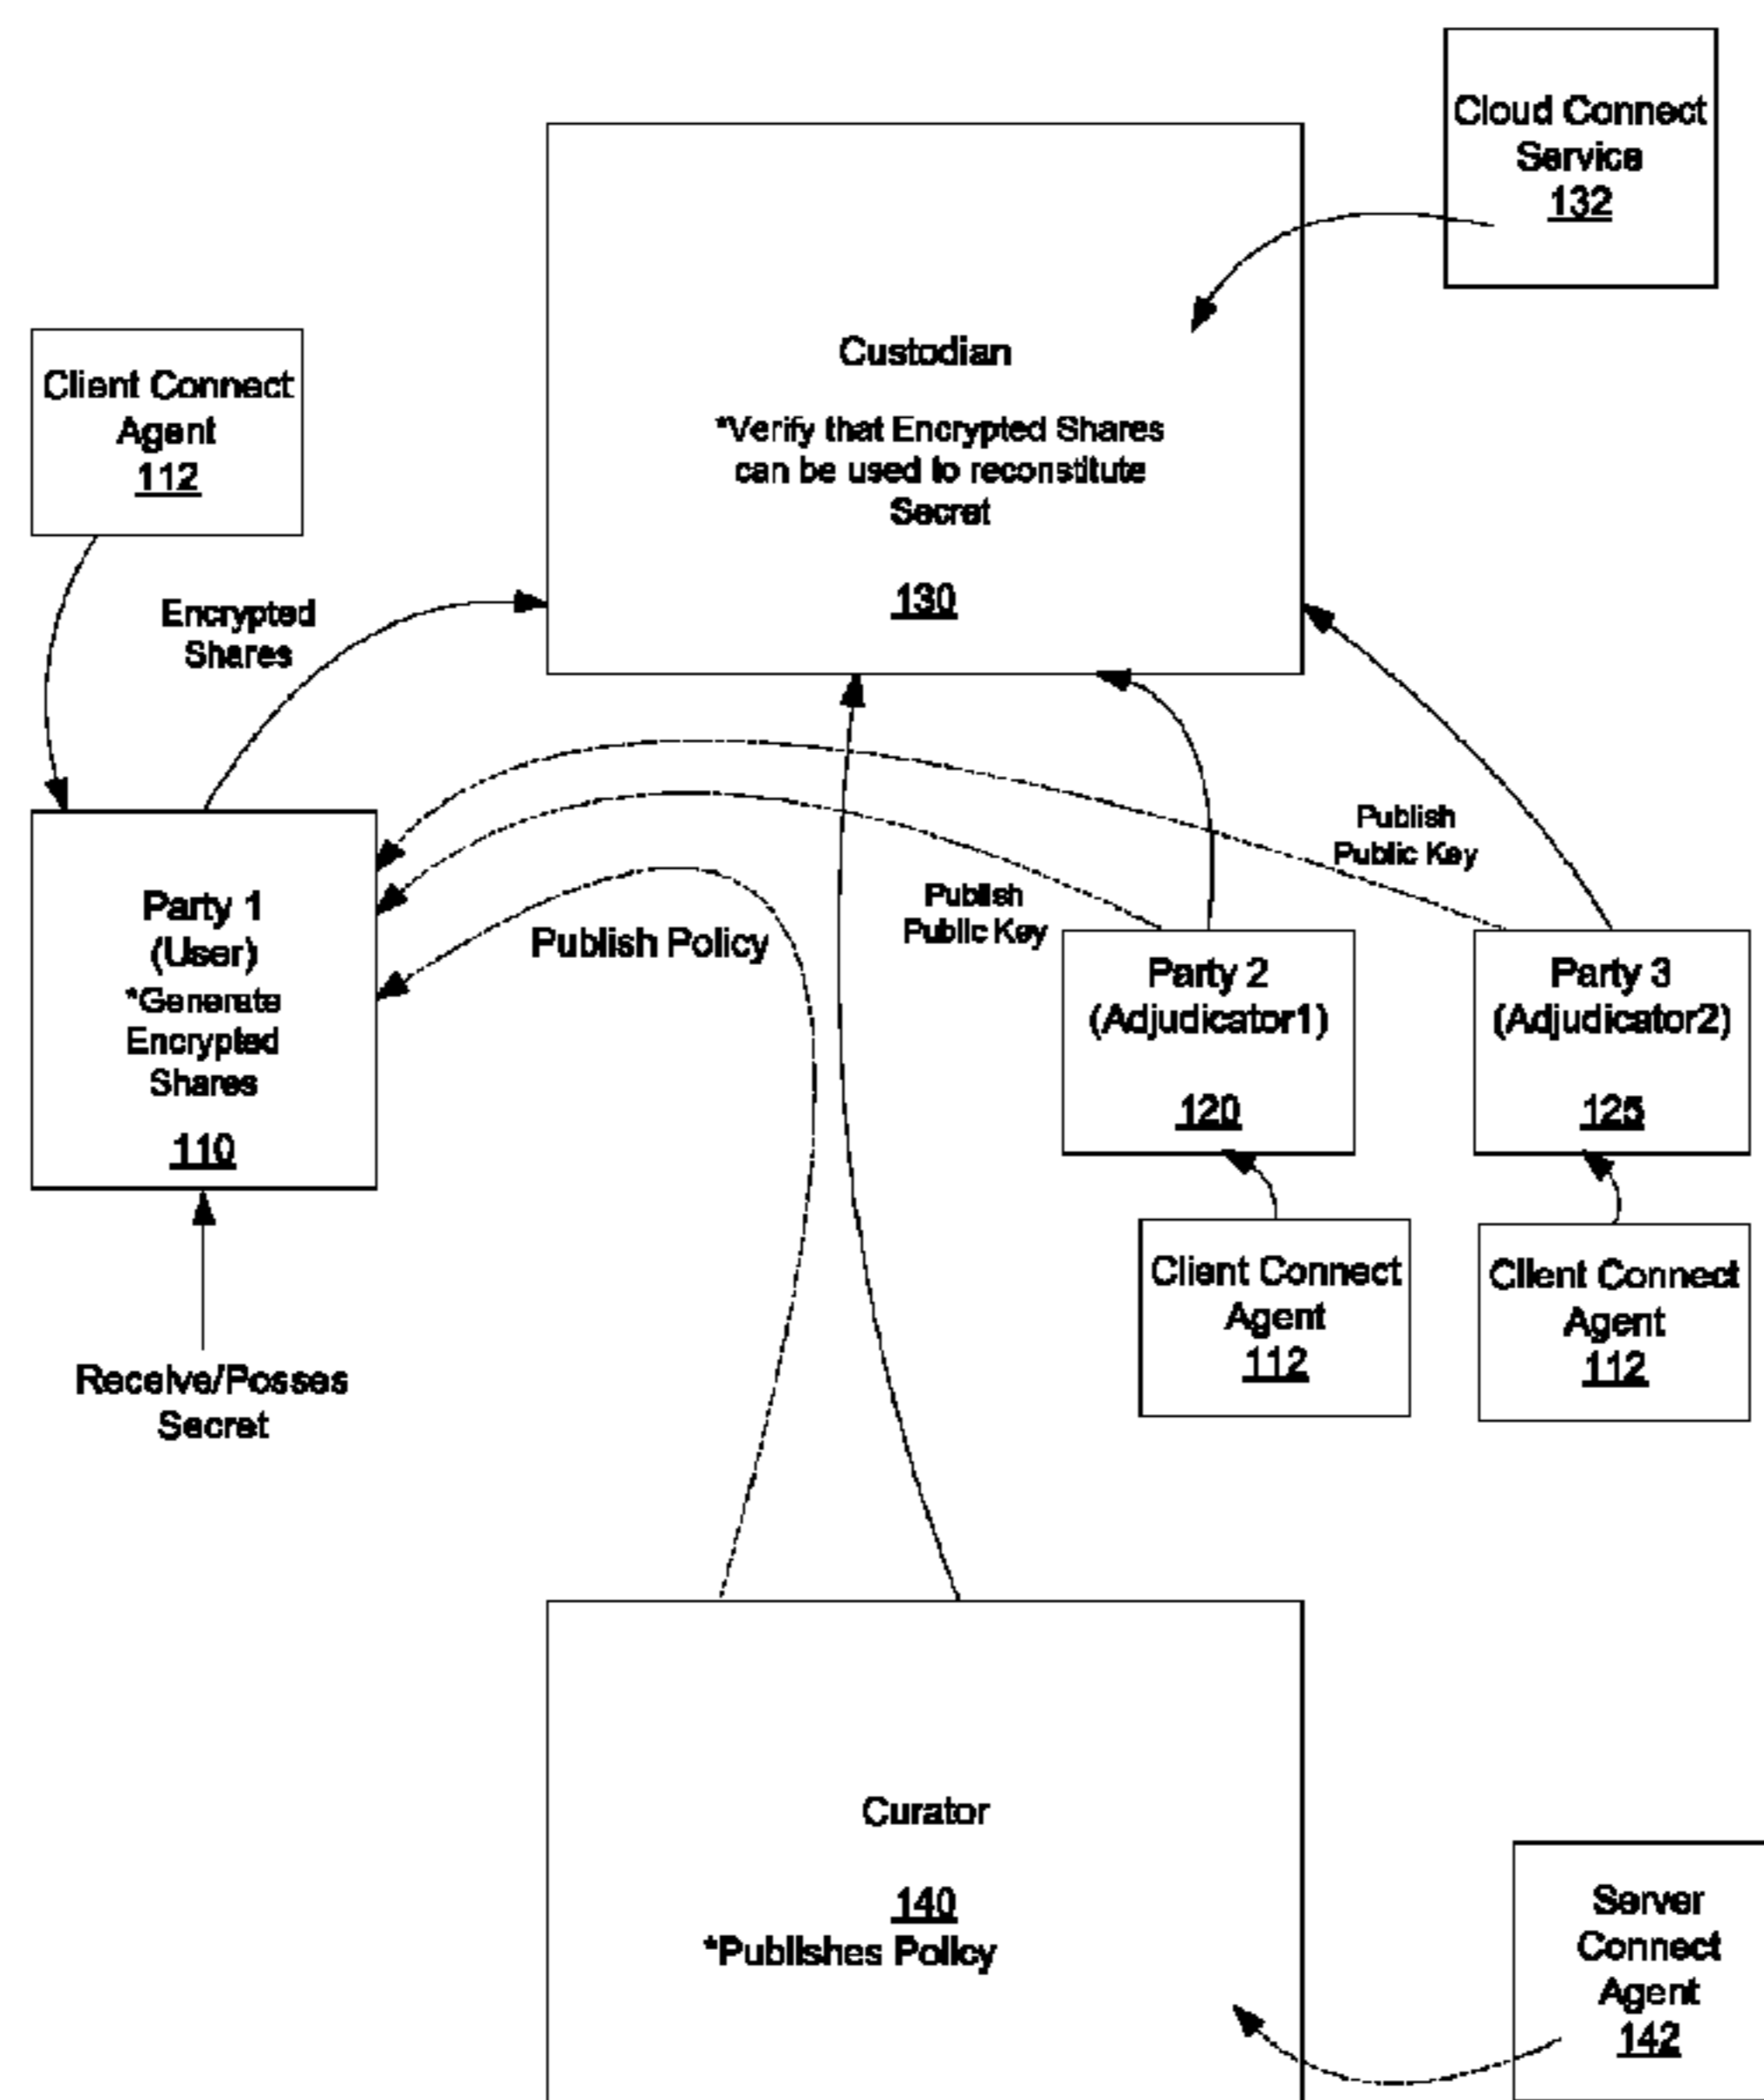 Cloud Connect
Service
132
Custodian
*Verify that Encrypted Shares
can be used to reconstitute
Secret
130
Client Connect
Agent
112
Encrypted
Shares
Publish
Public Key
Publish
Public Key
Publish Policy
Party 1
(User)
*Generate
Encrypted
Shares
110
Party 2
(Adjudicator1)
120
Party 3
(Adjudicator2)
125
Client Connect
Agent
112
Client Connect
Agent
112
Receive/Posses
Secret
Curator
140
*Publishes Policy
Server
Connect
Agent
142